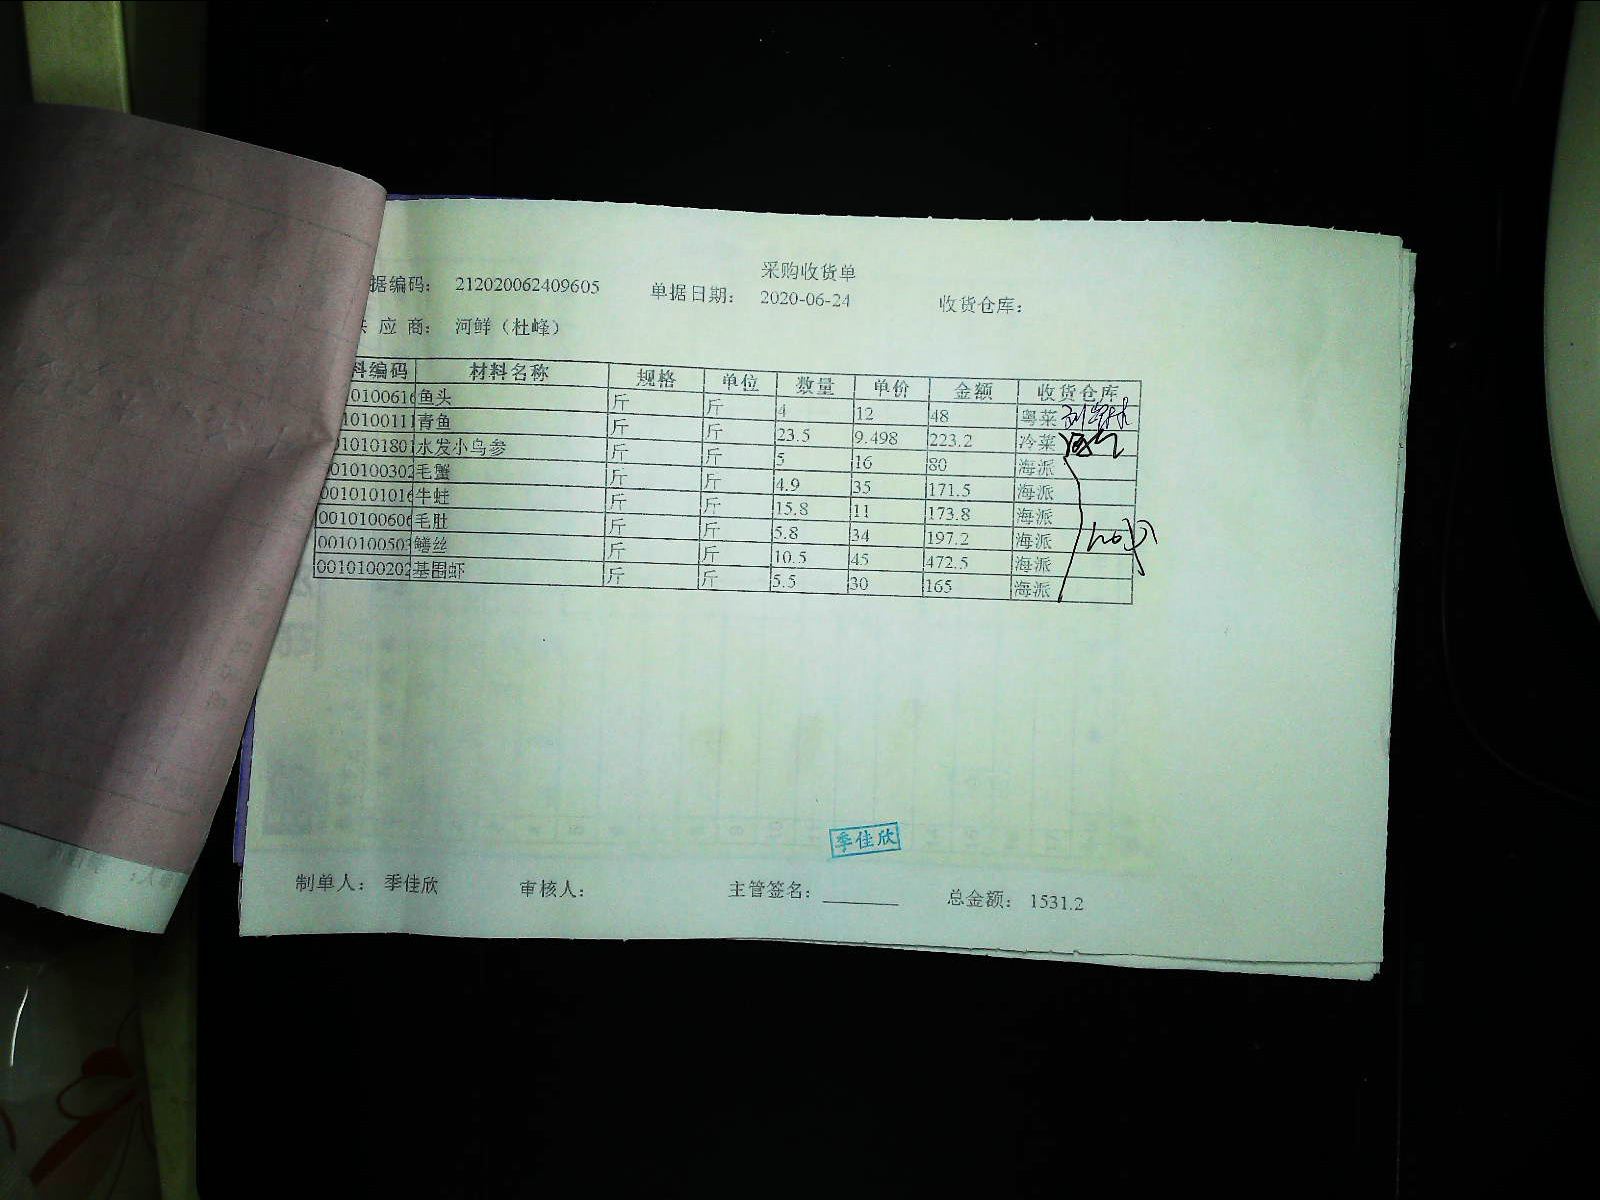 采购收货单
据编码: 212020062409605 单据日期: 2020-06-24 收货仓库:
应 商: 河鲜（杜峰）
料编码 材料名称 规格 单位 数量 单价 金额 收货仓库
0100616 鱼头 斤 斤 4 12 48 粤菜
10100111 青鱼 斤 斤 23.5 9.498 223.2 冷菜
010101801 水发小乌参 斤 斤 5 16 80 海派
010100302 毛蟹 斤 斤 4.9 35 171.5 海派
0010101016 牛蛙 斤 斤 15.8 11 173.8 海派
0010100606 毛肚 斤 斤 5.8 34 197.2 海派
0010100503 鳝丝 斤 斤 10.5 45 472.5 海派
0010100202 基围虾 斤 斤 5.5 30 165 海派
季佳欣
制单人: 季佳欣 审核人: 主管签名: 总金额: 1531.2